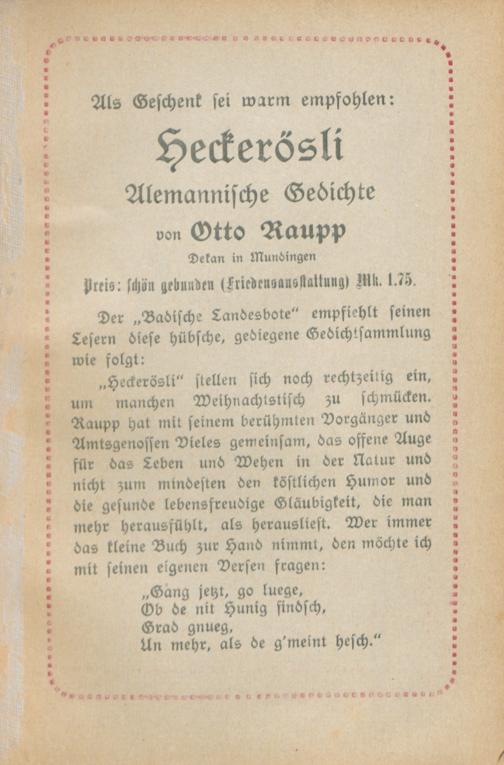 Als Geschenk sei warm empfohlen:
Heckerösli
Alemannische Gedichte
von Otto Raupp
Dekan in Mundingen
Preis: schön gebunden (Friedensausstattung) Mk. 1.75.
Der „Badische Landesbote“ empfiehlt seinen
Lesern diese hübsche, gediegene Gedichtsammlung
wie folgt:
„Heckerösli“ stellen sich noch rechtzeitig ein,
um manchen Weihnachtstisch zu schmücken.
Raupp hat mit seinem berühmten Vorgänger und
Amtsgenossen Vieles gemeinsam, das offene Auge
für das Leben und Wehen in der Natur und
nicht zum mindesten den köstlichen Humor und
die gesunde lebensfreudige Gläubigkeit, die man
mehr herausfühlt, als herausliest. Wer immer
das kleine Buch zur Hand nimmt, den möchte ich
mit seinen eigenen Versen fragen:
„Gang jetzt, go luege,
Ob de nit Hunig findsch,
Grad gnueg,
Un mehr, als de g'meint hesch.“